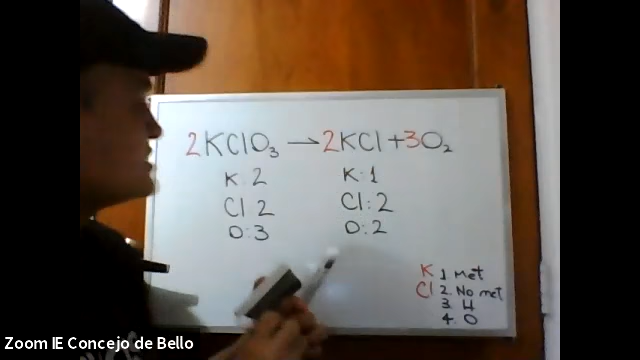 2KClO₃ → 2KCl + 3O₂
K: 2
Cl 2
O: 3
K: 1
Cl: 2
O: 2
K 1 Met
Cl 2. No met
3. H
4. O
Zoom IE Concejo de Bello